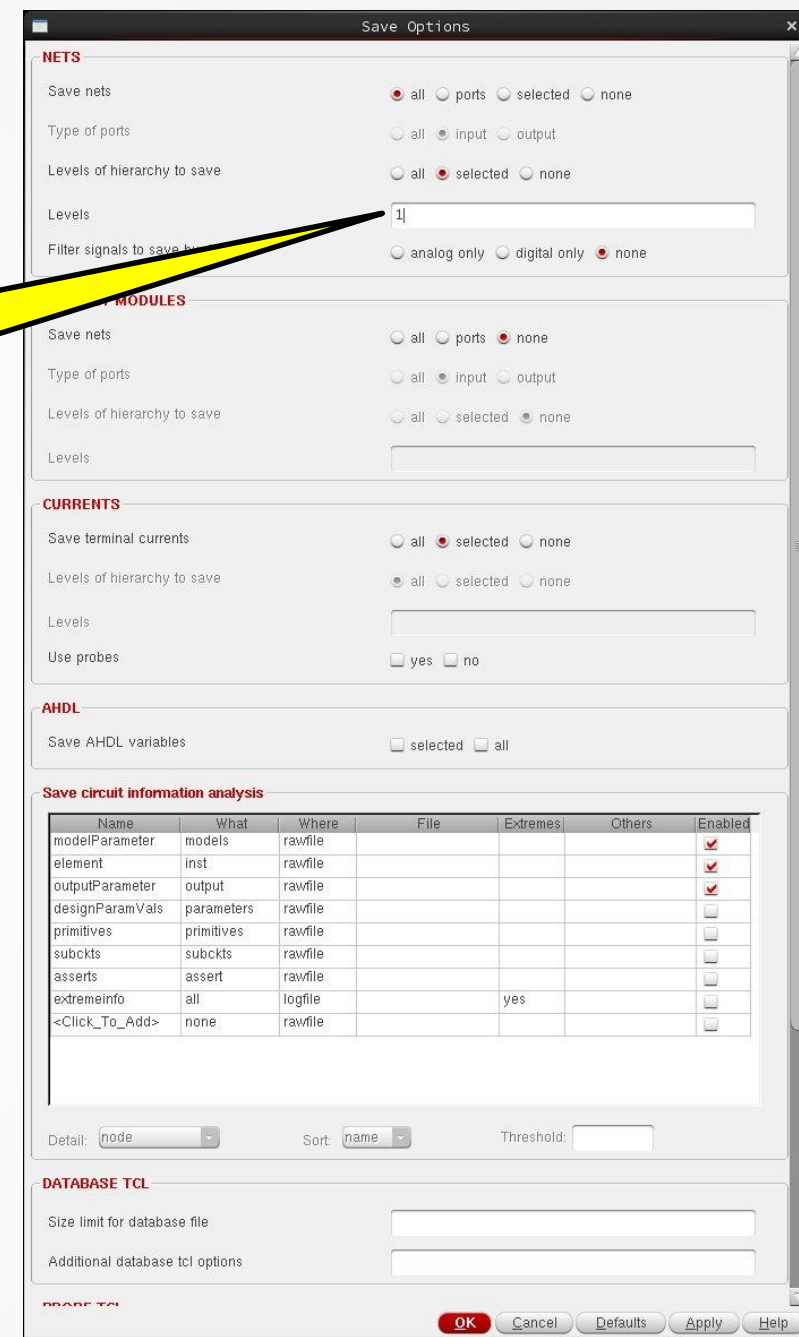 Save Options
NETS
Save nets all ports selected none
Type of ports all input output
Levels of hierarchy to save all selected none
Levels 1
Filter signals to save analog only digital only none
MODULES
Save nets all ports none
Type of ports all input output
Levels of hierarchy to save all selected none
Levels
CURRENTS
Save terminal currents all selected none
Levels of hierarchy to save all selected none
Levels
Use probes yes no
AHDL
Save AHDL variables selected all
Save circuit information analysis
Name What Where File Extremes Others Enabled
modelParameter models rawfile
element inst rawfile
outputParameter output rawfile
designParamVals parameters rawfile
primitives primitives rawfile
subckts subckts rawfile
asserts assert rawfile
extremeinfo all logfile yes
<Click_To_Add> none rawfile
Detail: node Sort: name Threshold:
DATABASE TCL
Size limit for database file
Additional database tcl options
PROBE TCL
OK Cancel Defaults Apply Help